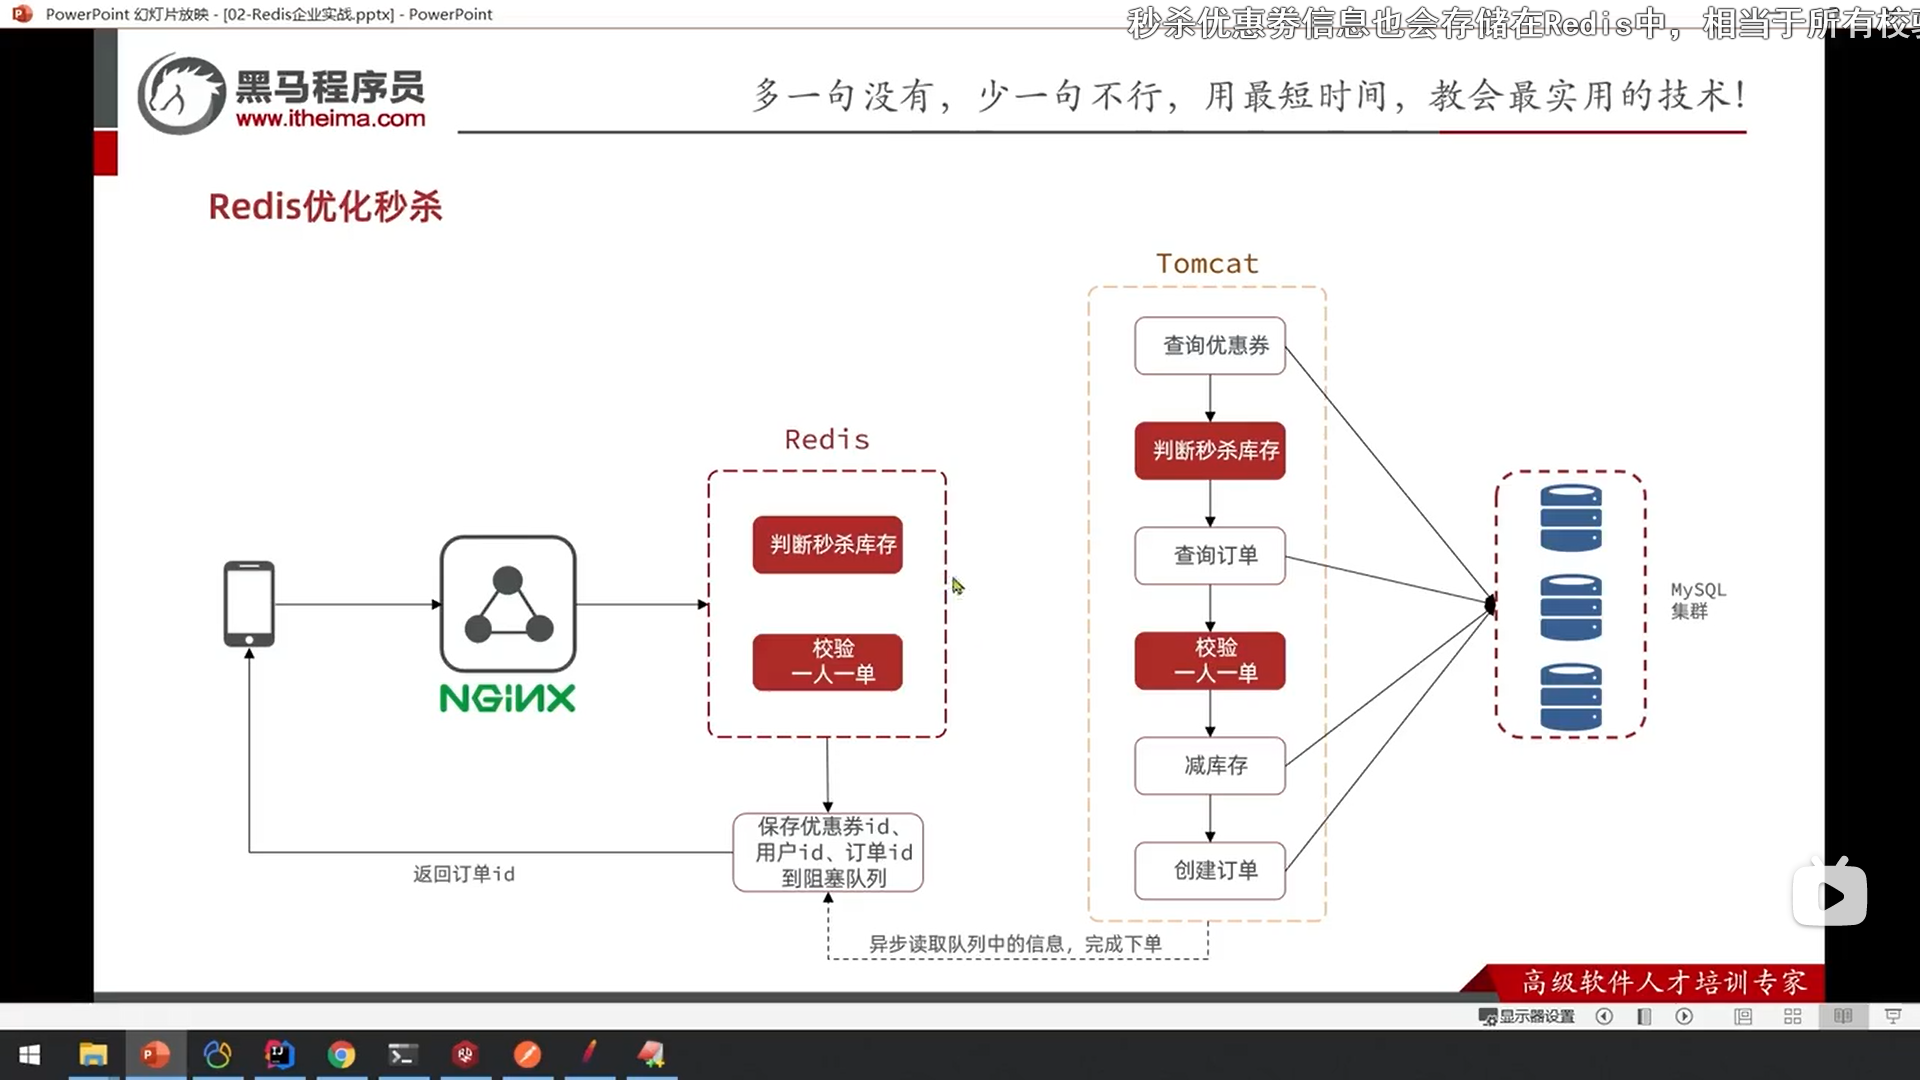 PowerPoint 幻灯片放映 - [02-Redis企业实战.pptx] - PowerPoint
秒杀优惠券信息也会存储在Redis中，相当于所有校
黑马程序员
www.itheima.com
多一句没有，少一句不行，用最短时间，教会最实用的技术！
Redis优化秒杀
Tomcat
查询优惠券
判断秒杀库存
查询订单
校验
一人一单
减库存
创建订单
Redis
判断秒杀库存
校验
一人一单
NGINX
MySQL
集群
保存优惠券id、
用户id、订单id
到阻塞队列
返回订单id
异步读取队列中的信息，完成下单
高级软件人才培训专家
显示器设置